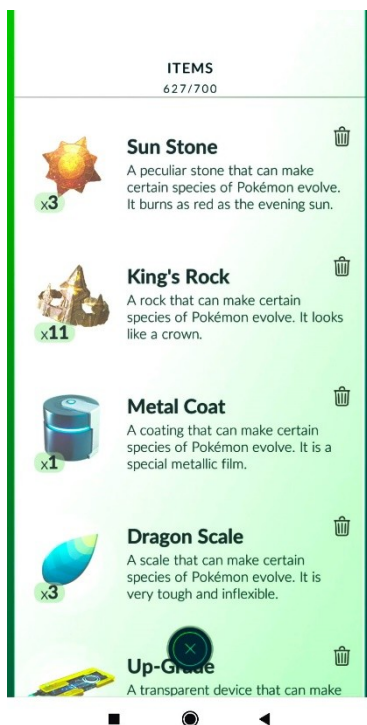 ITEMS
627/700
Sun Stone
A peculiar stone that can make
certain species of Pokémon evolve.
It burns as red as the evening sun.
x3
King's Rock
A rock that can make certain
species of Pokémon evolve. It looks
like a crown.
x11
Metal Coat
A coating that can make certain
species of Pokémon evolve. It is a
special metallic film.
x1
Dragon Scale
A scale that can make certain
species of Pokémon evolve. It is
very tough and inflexible.
x3
Up-Grade
A transparent device that can make